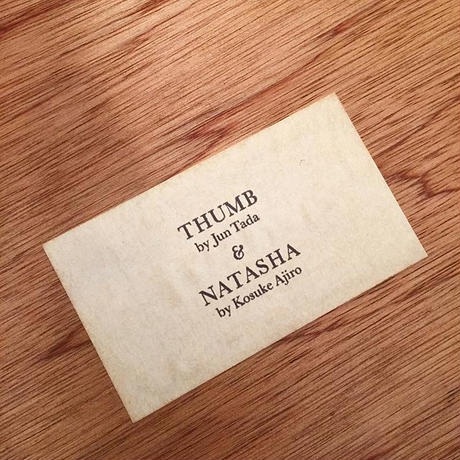 THUMB
by Jun Tada
&
NATASHA
by Kosuke Ajiro